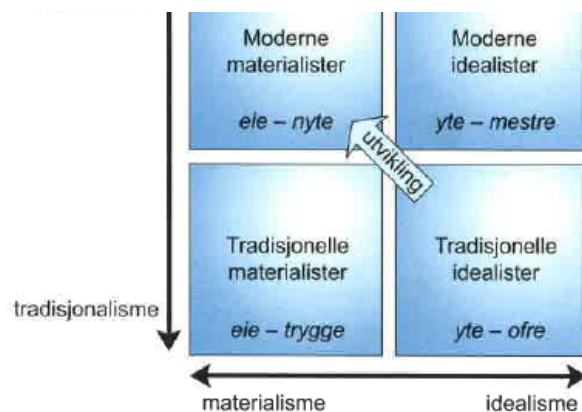 Moderne
materialister
eie – nyte
Moderne
idealister
yte – mestre
utvikling
Tradisjonelle
materialister
eie – trygge
Tradisjonelle
idealister
yte – ofre
tradisjonalisme
materialisme
idealisme